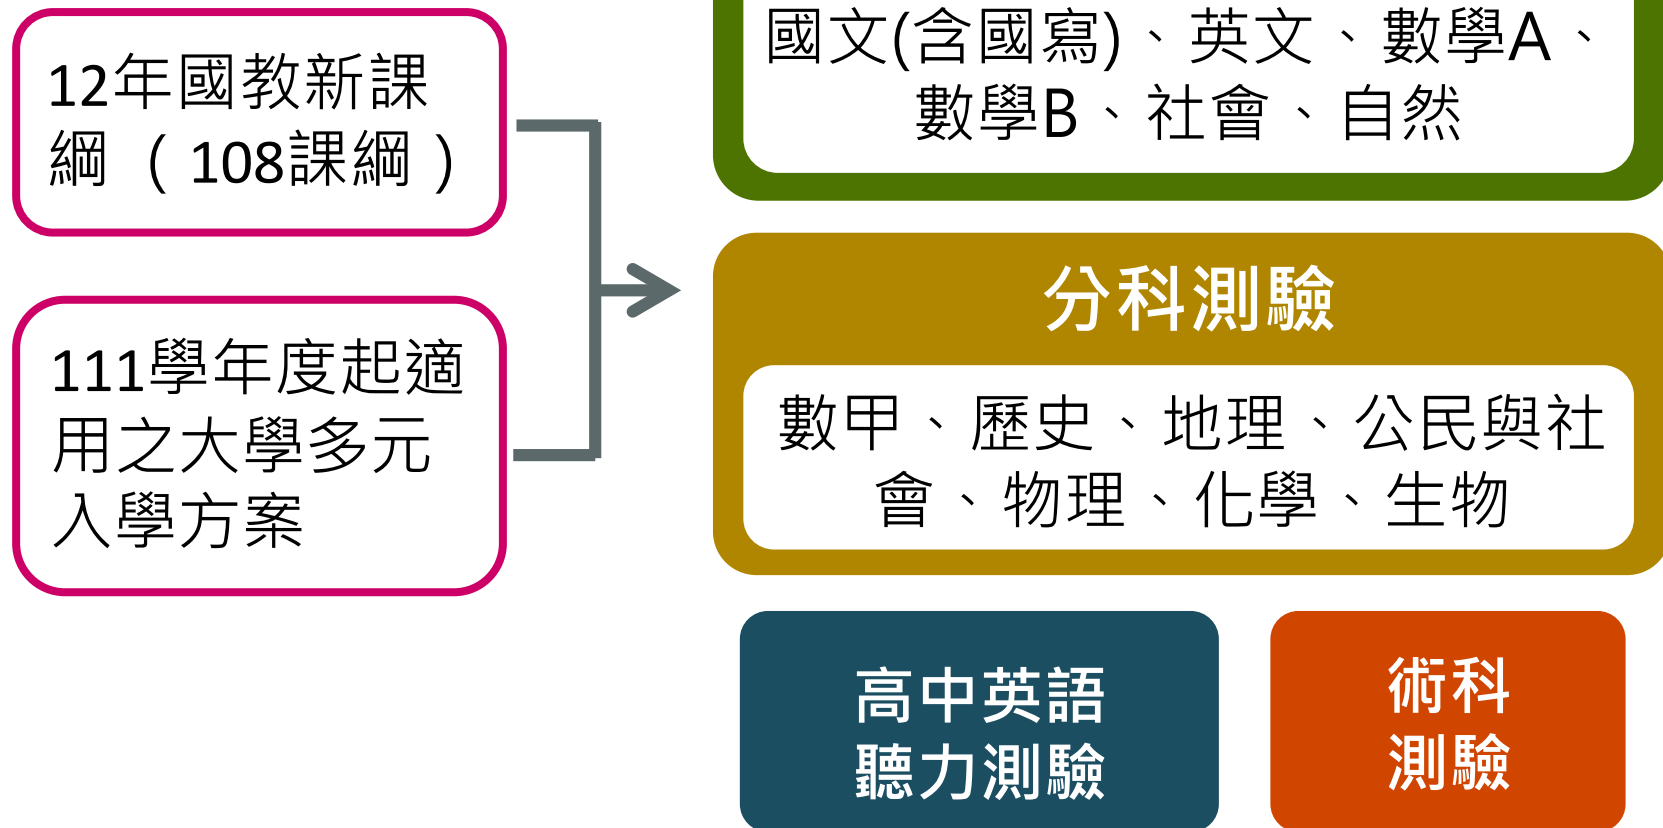 12年國教新課
綱（108課綱）
111學年度起適
用之大學多元
入學方案
國文(含國寫)、英文、數學A、
數學B、社會、自然
分科測驗
數甲、歷史、地理、公民與社
會、物理、化學、生物
高中英語
聽力測驗
術科
測驗